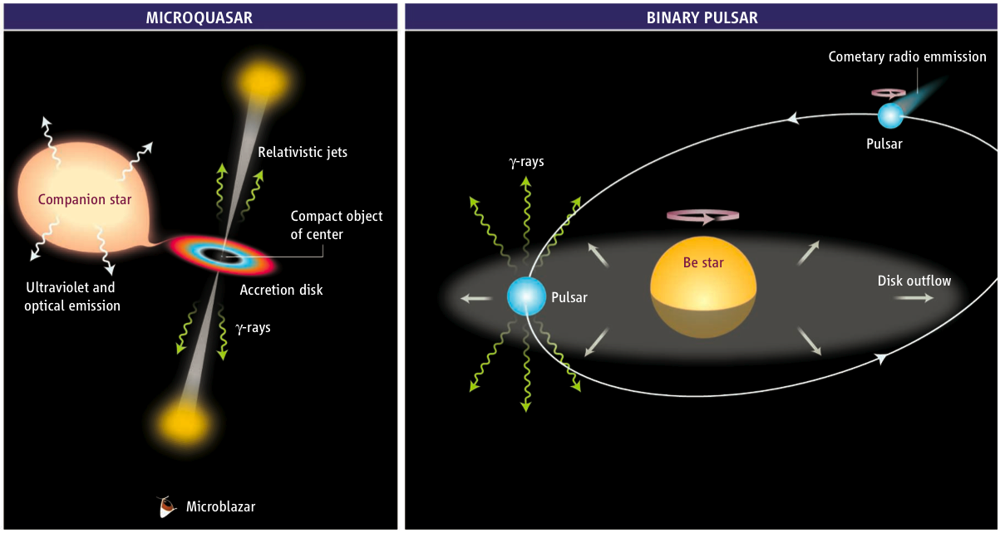 MICROQUASAR
Relativistic jets
Companion star
Compact object
of center
Ultraviolet and
optical emission
Accretion disk
γ-rays
Microblazar
BINARY PULSAR
Cometary radio emmission
Pulsar
γ-rays
Be star
Disk outflow
Pulsar